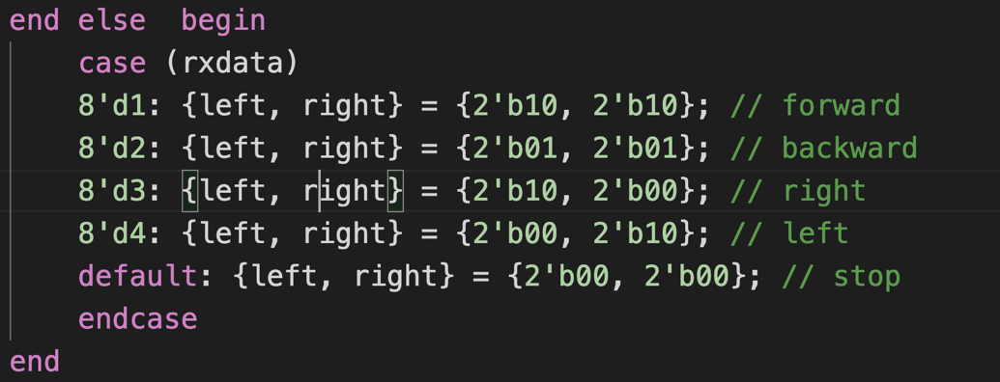 end else  begin
case (rxdata)
8'd1: {left, right} = {2'b10, 2'b10}; // forward
8'd2: {left, right} = {2'b01, 2'b01}; // backward
8'd3: {left, right} = {2'b10, 2'b00}; // right
8'd4: {left, right} = {2'b00, 2'b10}; // left
default: {left, right} = {2'b00, 2'b00}; // stop
endcase
end